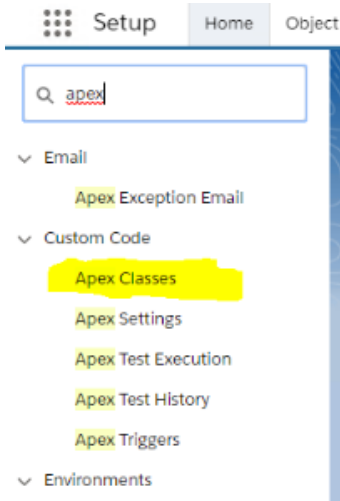 Setup
Home
Object
apex
Email
Apex Exception Email
Custom Code
Apex Classes
Apex Settings
Apex Test Execution
Apex Test History
Apex Triggers
Environments